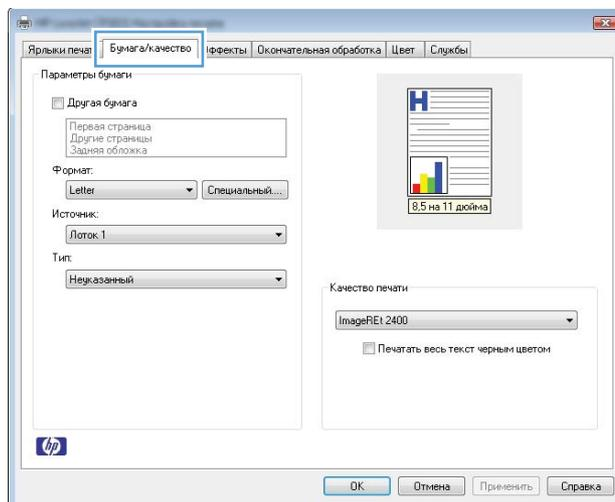 Ярлыки печат
Бумага/качество
ффекты
Окончательная обработка
Цвет
Службы
Параметры бумаги
Другая бумага
Первая страница
Другие страницы
Задняя обложка
Формат:
Letter
Специальный...
Источник:
Лоток 1
Тип:
Неуказанный
H
8,5 на 11 дюйма
Качество печати
ImageREt 2400
Печатать весь текст черным цветом
hp
OK
Отмена
Применить
Справка